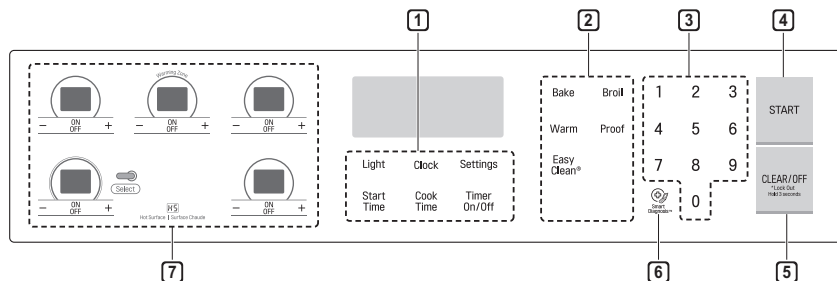 1
2
3
4
Warming Zone
ON
OFF
- +
ON
OFF
- +
ON
OFF
- +
Select
ON
OFF
- +
HS
Hot Surface | Surface Chaude
ON
OFF
- +
Light Clock Settings
Start
Time
Cook
Time
Timer
On/Off
Bake Broil
Warm Proof
Easy
Clean®
1 2 3
4 5 6
7 8 9
0
Smart
Diagnosis™
START
CLEAR/OFF
*Lock Out
Hold 3 seconds
7
6
5